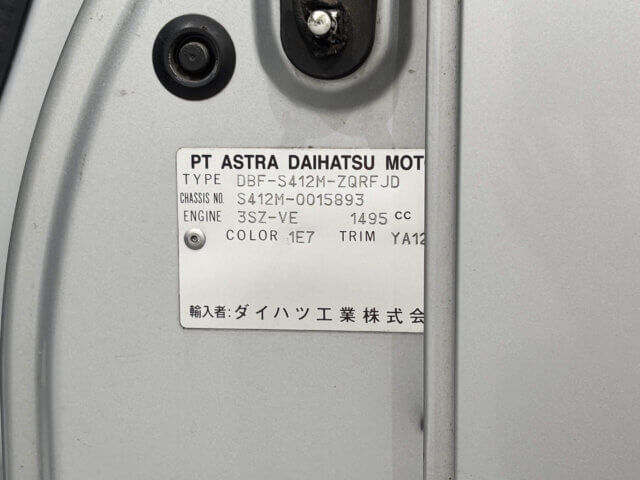 PT ASTRA DAIHATSU MOT
TYPE DBF-S412M-ZQRFJD
CHASSIS NO. S412M-0015893
ENGINE 3SZ-VE 1495 cc
COLOR 1E7 TRIM YA12
輸入者:ダイハツ工業株式会